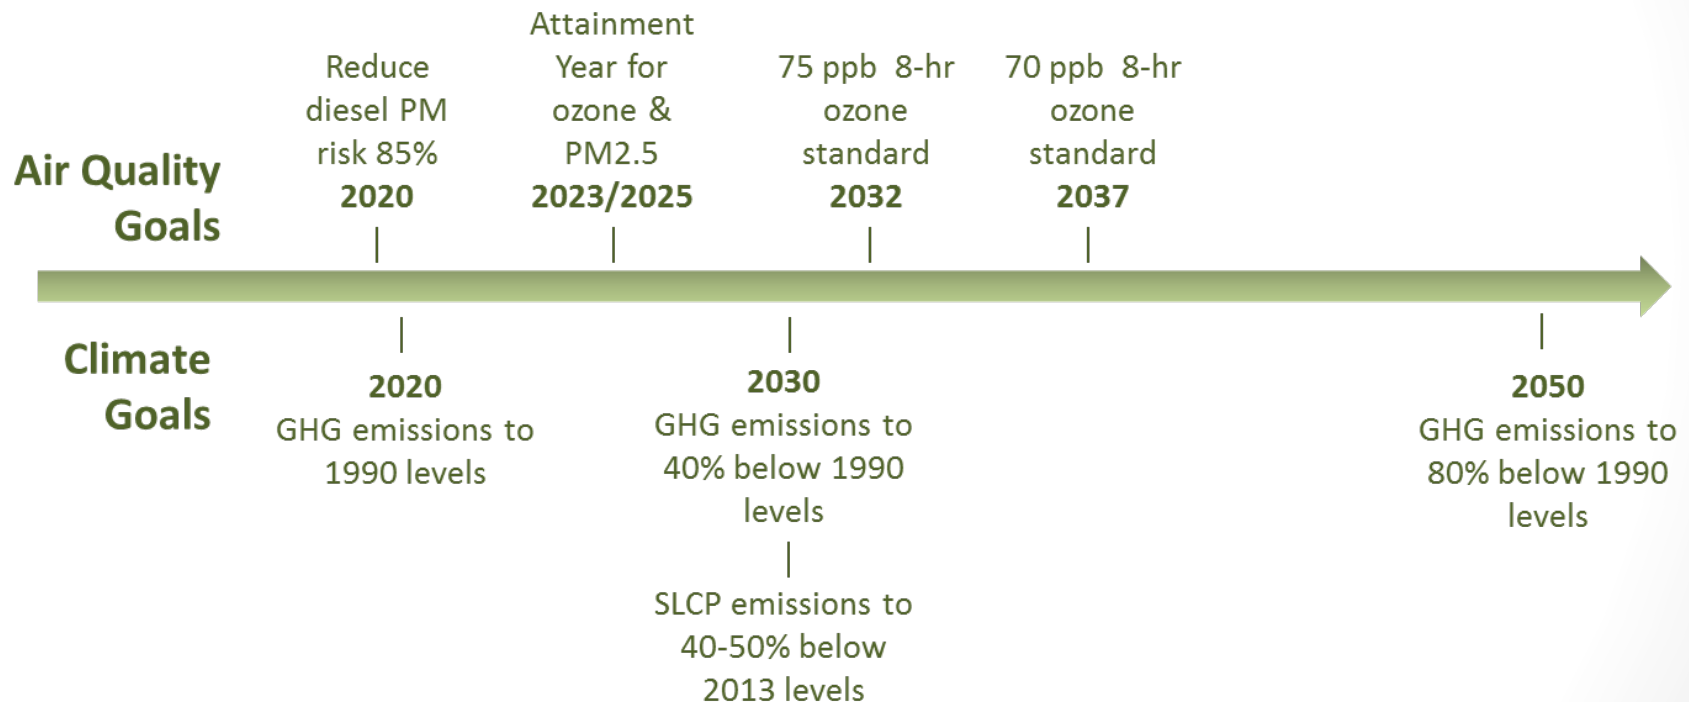 Air Quality
Goals
Reduce
diesel PM
risk 85%
2020
Attainment
Year for
ozone &
PM2.5
2023/2025
75 ppb  8-hr
ozone
standard
2032
70 ppb  8-hr
ozone
standard
2037
Climate
Goals
2020
GHG emissions to
1990 levels
2030
GHG emissions to
40% below 1990
levels
SLCP emissions to
40-50% below
2013 levels
2050
GHG emissions to
80% below 1990
levels